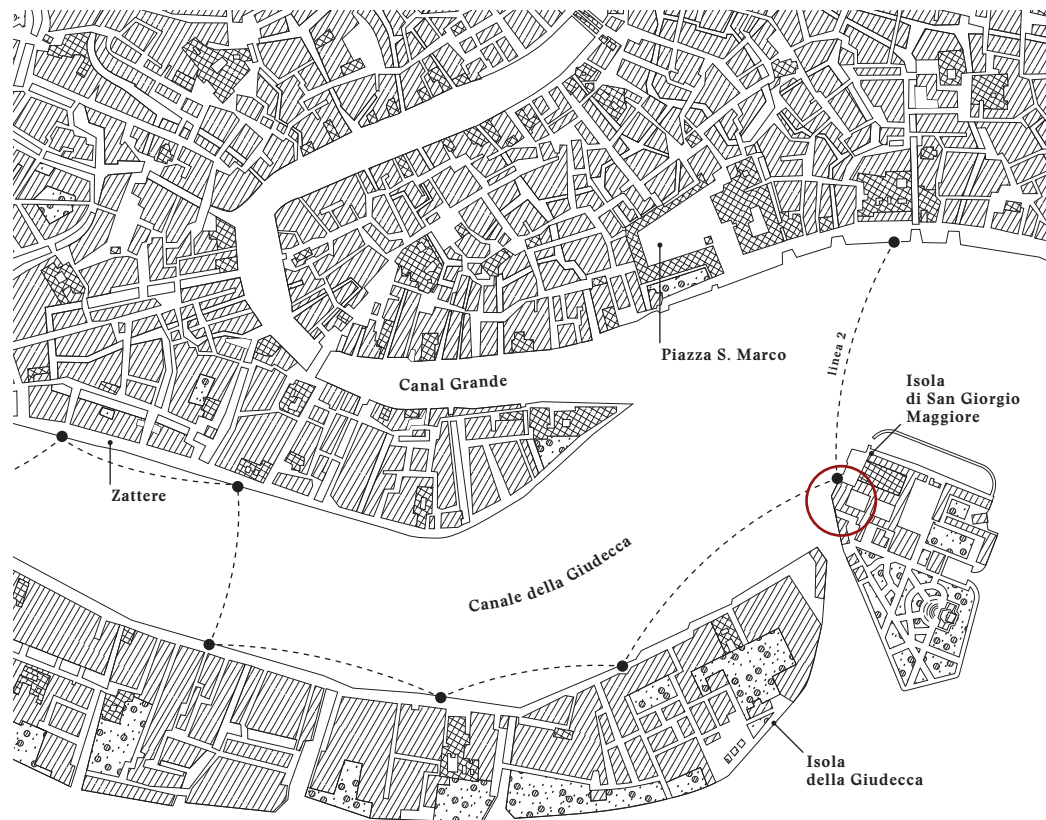 linea 2
Piazza S. Marco
Canal Grande
Isola
di San Giorgio
Maggiore
Zattere
Canale della Giudecca
Isola
della Giudecca